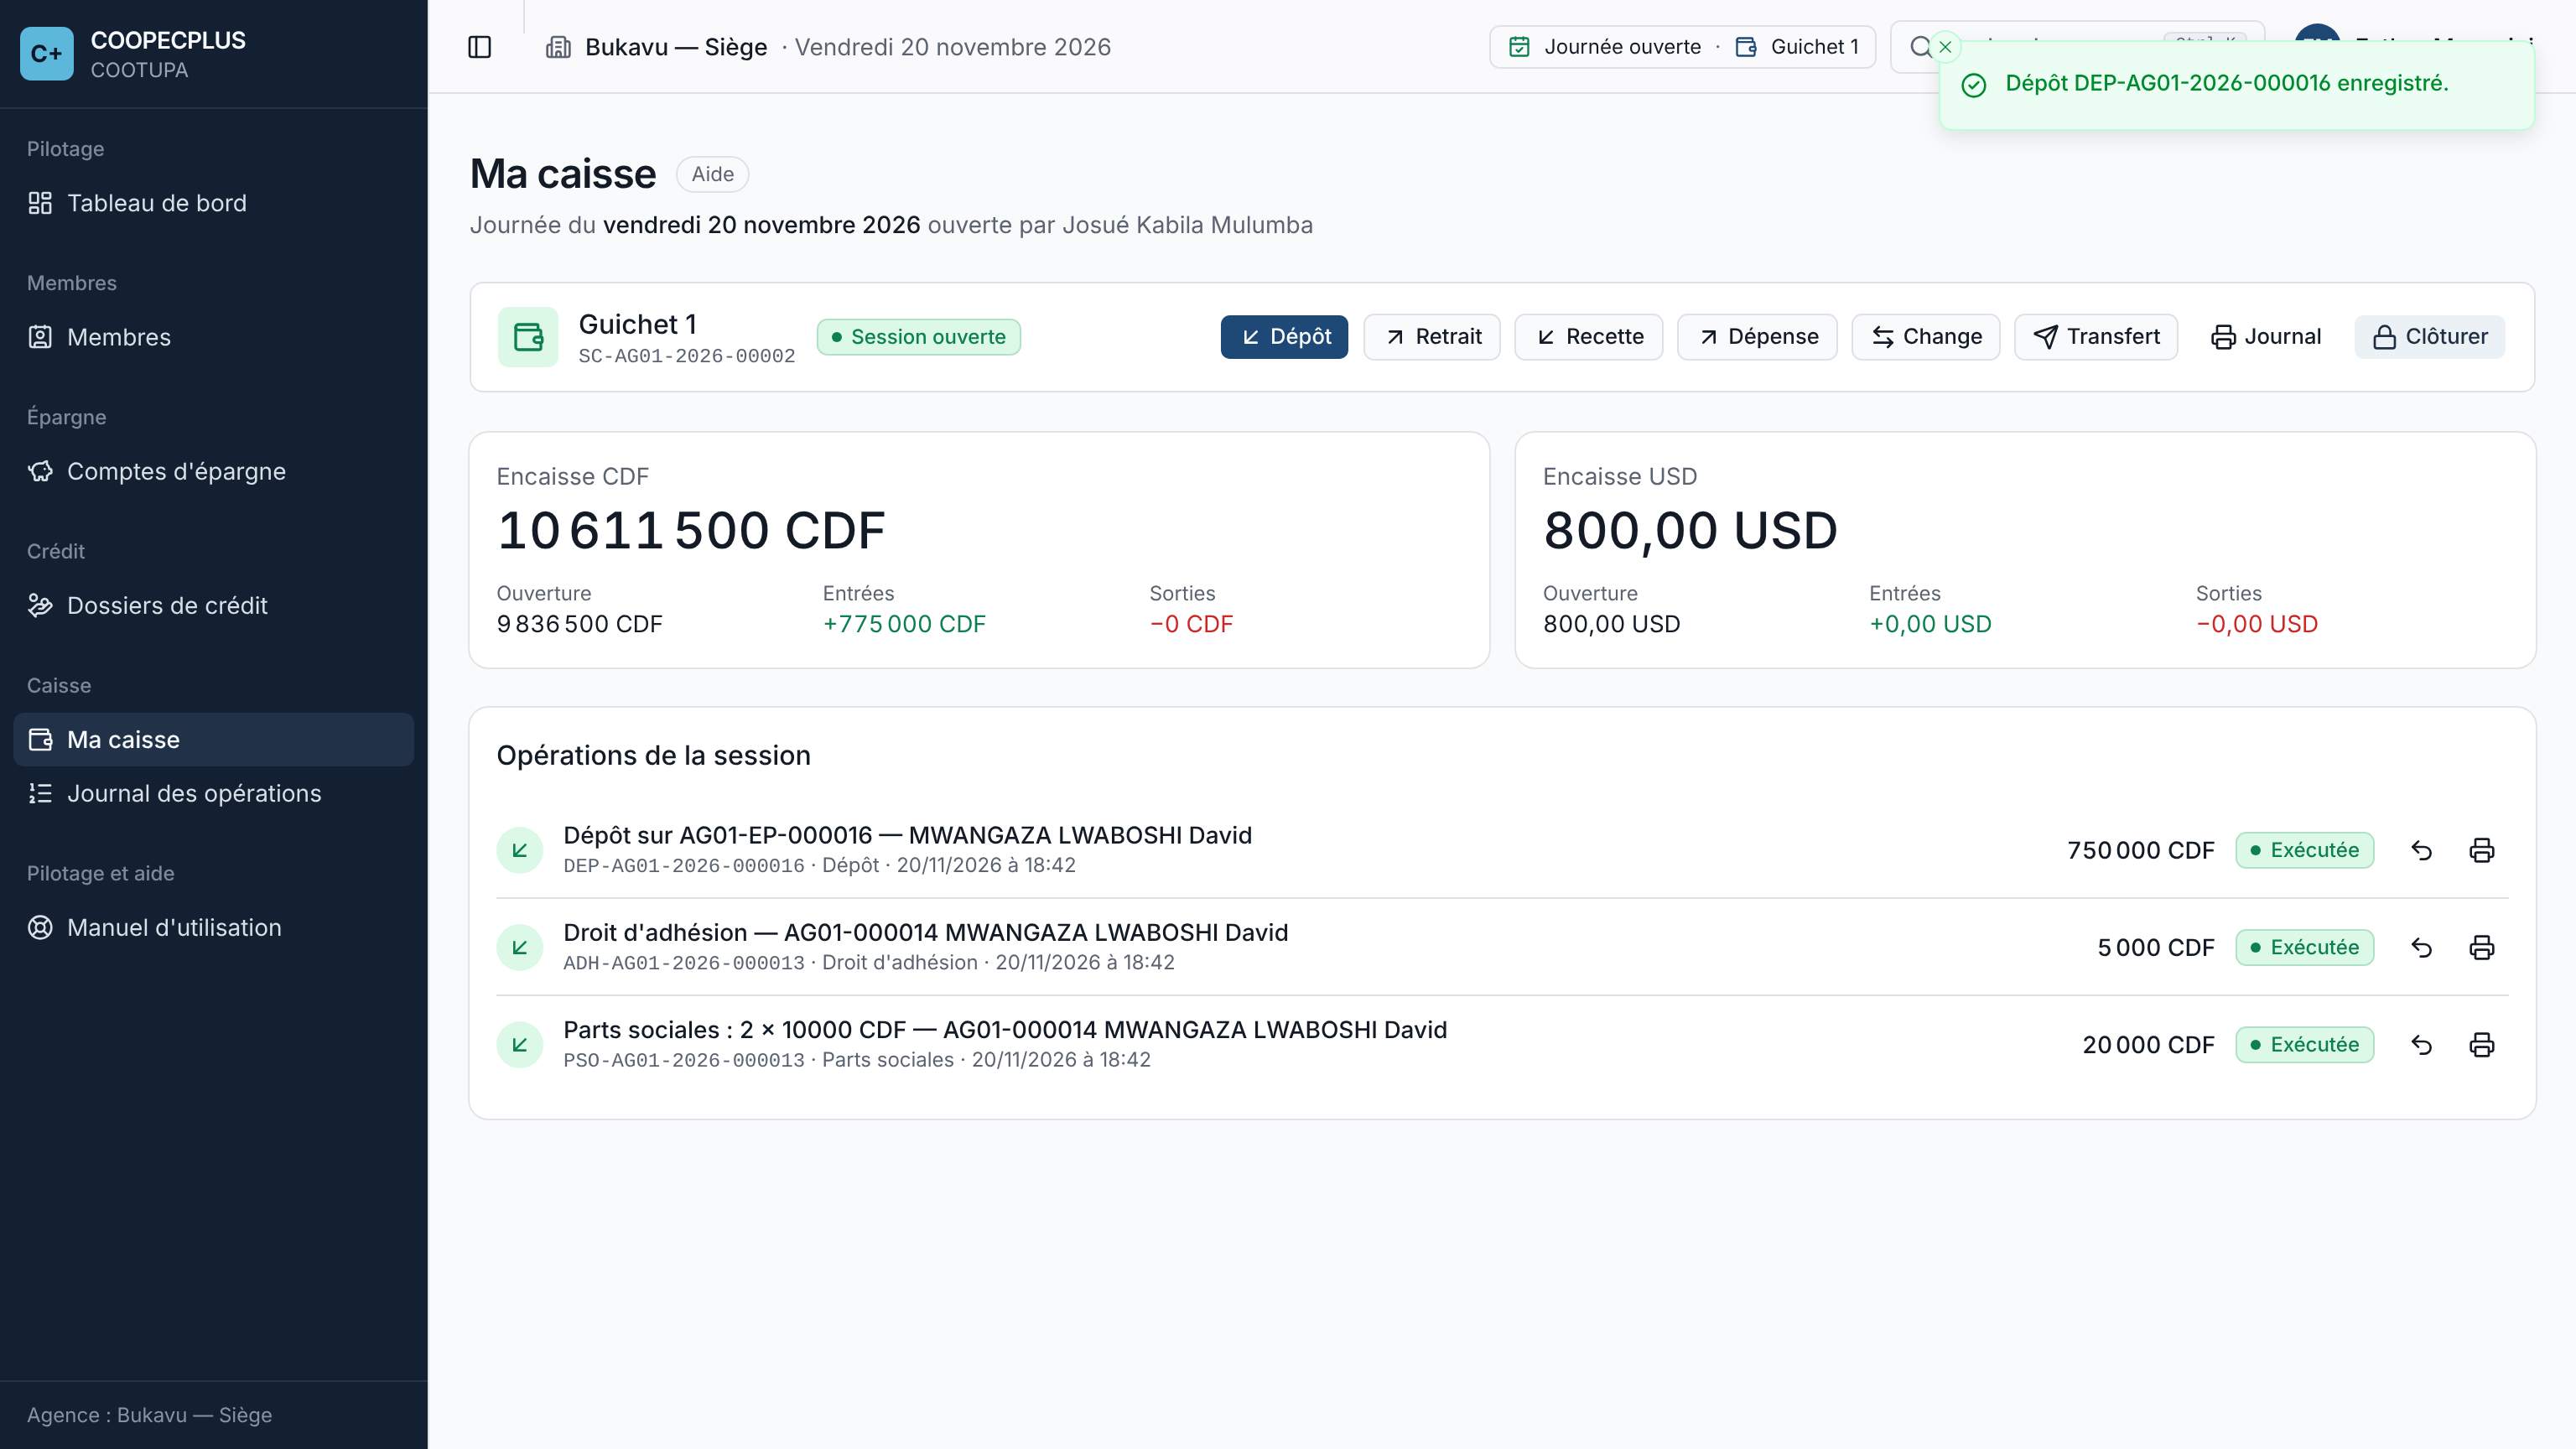 C+
COOPECPLUS
COOTUPA
Pilotage
Tableau de bord
Membres
Membres
Épargne
Comptes d'épargne
Crédit
Dossiers de crédit
Caisse
Ma caisse
Journal des opérations
Pilotage et aide
Manuel d'utilisation
Agence : Bukavu — Siège
Bukavu — Siège · Vendredi 20 novembre 2026
Journée ouverte · Guichet 1
Dépôt DEP-AG01-2026-000016 enregistré.
Ma caisse Aide
Journée du vendredi 20 novembre 2026 ouverte par Josué Kabila Mulumba
Guichet 1
SC-AG01-2026-00002
Session ouverte
Dépôt Retrait Recette Dépense Change Transfert Journal Clôturer
Encaisse CDF
10 611 500 CDF
Ouverture Entrées Sorties
9 836 500 CDF +775 000 CDF −0 CDF
Encaisse USD
800,00 USD
Ouverture Entrées Sorties
800,00 USD +0,00 USD −0,00 USD
Opérations de la session
Dépôt sur AG01-EP-000016 — MWANGAZA LWABOSHI David
DEP-AG01-2026-000016 · Dépôt · 20/11/2026 à 18:42
750 000 CDF Exécutée
Droit d'adhésion — AG01-000014 MWANGAZA LWABOSHI David
ADH-AG01-2026-000013 · Droit d'adhésion · 20/11/2026 à 18:42
5 000 CDF Exécutée
Parts sociales : 2 × 10000 CDF — AG01-000014 MWANGAZA LWABOSHI David
PSO-AG01-2026-000013 · Parts sociales · 20/11/2026 à 18:42
20 000 CDF Exécutée